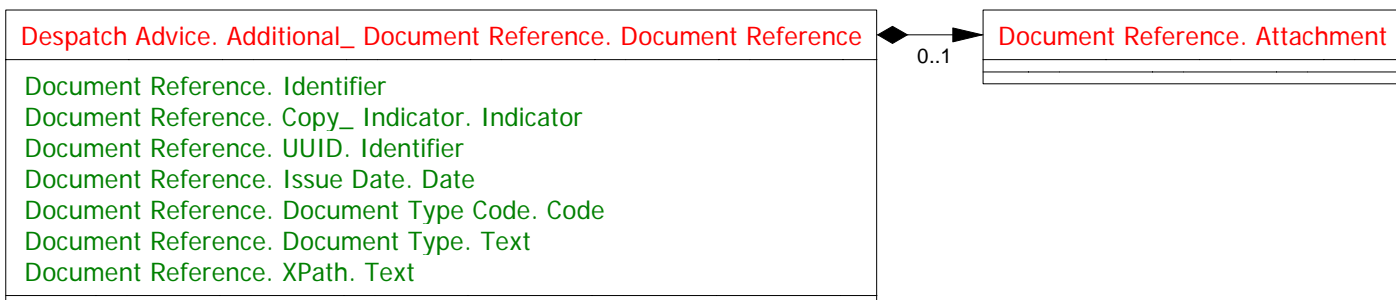 Despatch Advice. Additional_ Document Reference. Document Reference
0..1
Document Reference. Attachment
Document Reference. Identifier
Document Reference. Copy_ Indicator. Indicator
Document Reference. UUID. Identifier
Document Reference. Issue Date. Date
Document Reference. Document Type Code. Code
Document Reference. Document Type. Text
Document Reference. XPath. Text